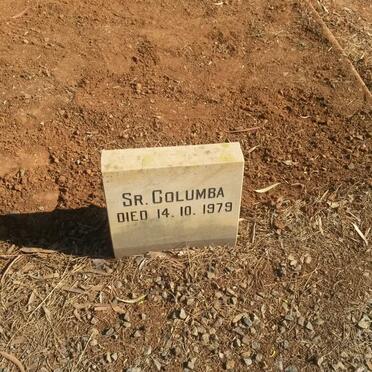 SR. COLUMBA
DIED 14. 10. 1979